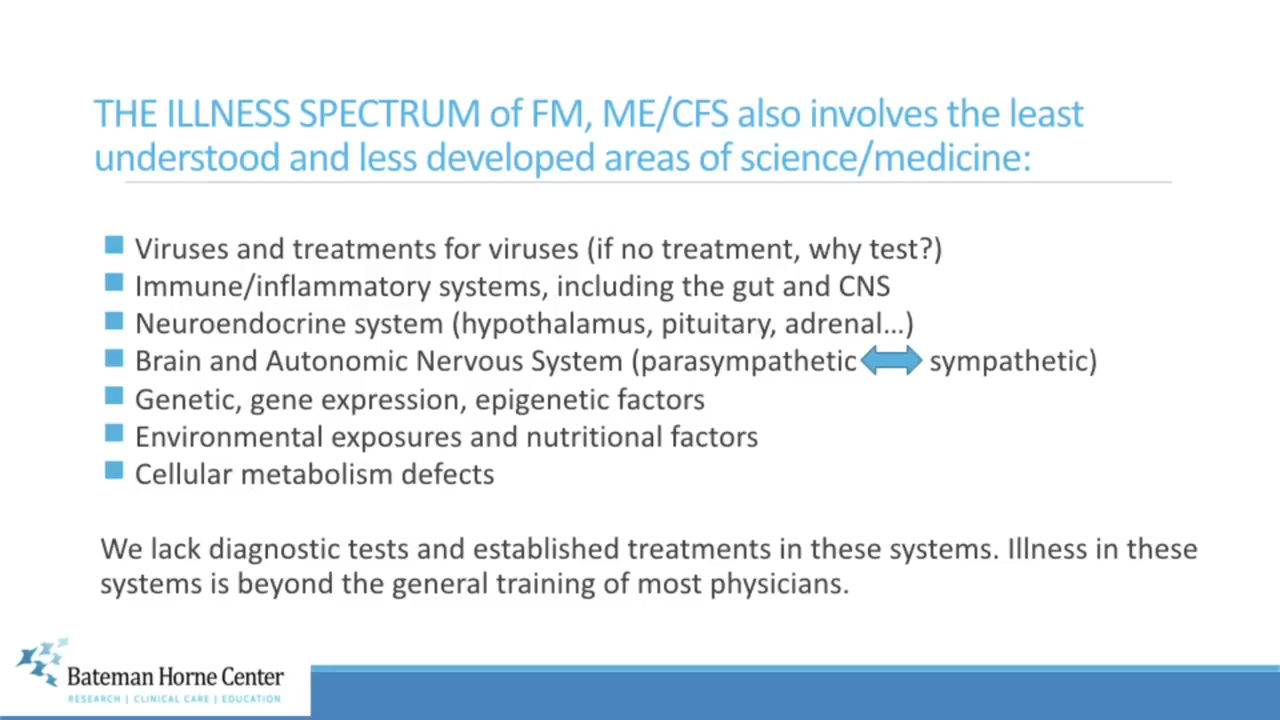 THE ILLNESS SPECTRUM of FM, ME/CFS also involves the least
understood and less developed areas of science/medicine:
Viruses and treatments for viruses (if no treatment, why test?)
Immune/inflammatory systems, including the gut and CNS
Neuroendocrine system (hypothalamus, pituitary, adrenal…)
Brain and Autonomic Nervous System (parasympathetic sympathetic)
Genetic, gene expression, epigenetic factors
Environmental exposures and nutritional factors
Cellular metabolism defects
We lack diagnostic tests and established treatments in these systems. Illness in these
systems is beyond the general training of most physicians.
Bateman Horne Center
RESEARCH | CLINICAL CARE | EDUCATION